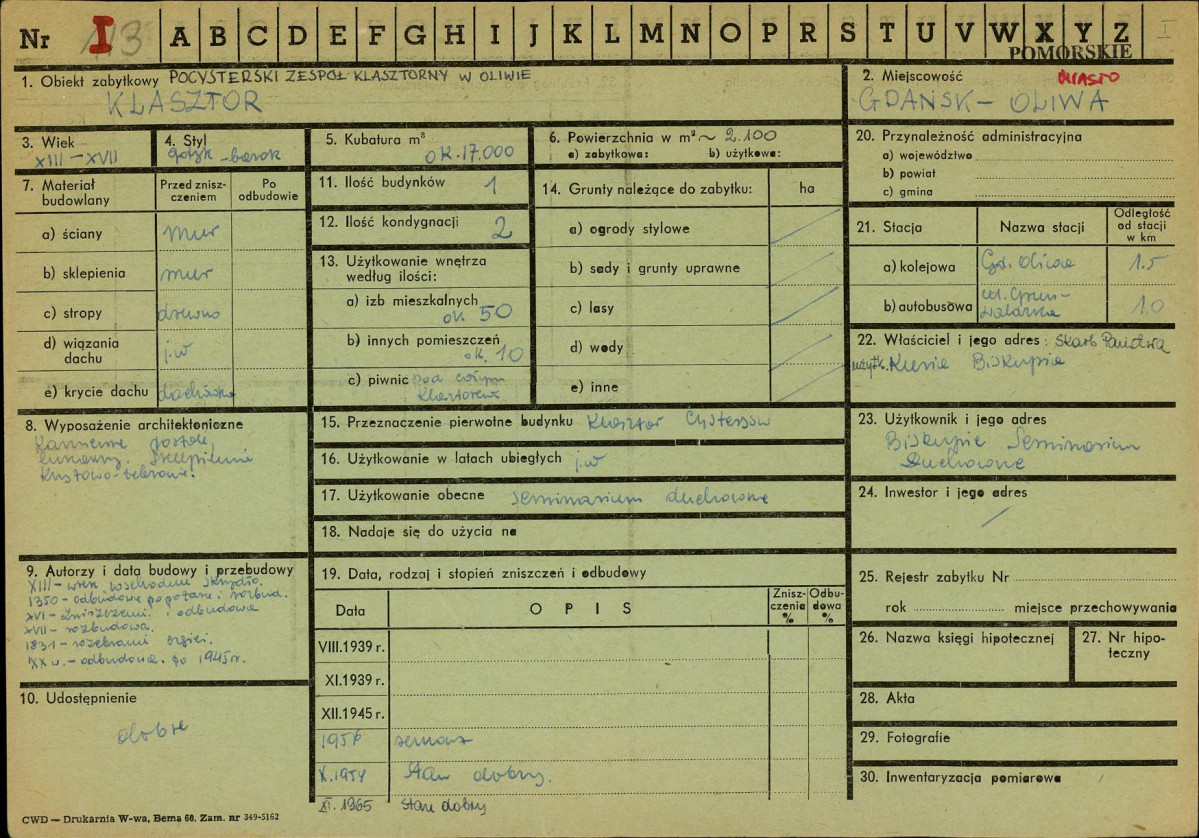 Nr I 13 A B C D E F G H I J K L M N O P R S T U V W X Y Z I
POMORSKIE
1. Obiekt zabytkowy POCYSTERSKI ZESPÓŁ KLASZTORNY W OLIWIE
KLASZTOR
2. Miejscowość MIASTO
GDAŃSK – OLIWA
3. Wiek
XIII – XVII
4. Styl
gotyk – barok
5. Kubatura m³
ok. 17.000
6. Powierzchnia w m² ~ 2.100
a) zabytkowa: b) użytkowa:
20. Przynależność administracyjna
a) województwo
b) powiat
c) gmina
7. Materiał budowlany
Przed zniszczeniem
Po odbudowie
a) ściany mur
b) sklepienia mur
c) stropy drewno
d) wiązania dachu j.w
e) krycie dachu dachówka
11. Ilość budynków 1
12. Ilość kondygnacji 2
13. Użytkowanie wnętrza
według ilości:
a) izb mieszkalnych
ok 50
b) innych pomieszczeń
ok. 10
c) piwnic pod całym
klasztorem
14. Grunty należące do zabytku: ha
a) ogrody stylowe
b) sady i grunty uprawne
c) lasy
d) wody
e) inne
21. Stacja Nazwa stacji Odległość
od stacji
w km
a) kolejowa Gd. Oliwa 1.5
b) autobusowa ul. Grun-
waldzka 1.0
22. Właściciel i jego adres: Skarb Państwa
użytk. Kuria Biskupia
8. Wyposażenie architektoniczne
Kamienne portale,
Sklepienia
15. Przeznaczenie pierwotne budynku Klasztor Cystersów
16. Użytkowanie w latach ubiegłych j.w
17. Użytkowanie obecne seminarium duchowne
18. Nadaje się do użycia na
23. Użytkownik i jego adres
Biskupie Seminarium
Duchowne
24. Inwestor i jego adres
/
9. Autorzy i data budowy i przebudowy
XIII – wschodnie skrzydło.
1350 – odbudowa po pożarze i rozbud.
XVI – zniszczenia i odbudowa
XVII – rozbudowa.
1831 – rozebranie części.
XX w. – odbudowa po 1945 r.
10. Udostępnienie
dobre
19. Data, rodzaj i stopień zniszczeń i odbudowy
Data OPIS Zniszczenia % Odbudowa %
VIII.1939 r.
XI.1939 r.
XII.1945 r.
1956 remont
X.1959 Stan dobry.
XI.1965 Stan dobry
25. Rejestr zabytku Nr
rok miejsce przechowywania
26. Nazwa księgi hipotecznej
27. Nr hipoteczny
28. Akta
29. Fotografie
30. Inwentaryzacja pomiarowa
CWD — Drukarnia W-wa, Bema 60. Zam. nr 349-5162